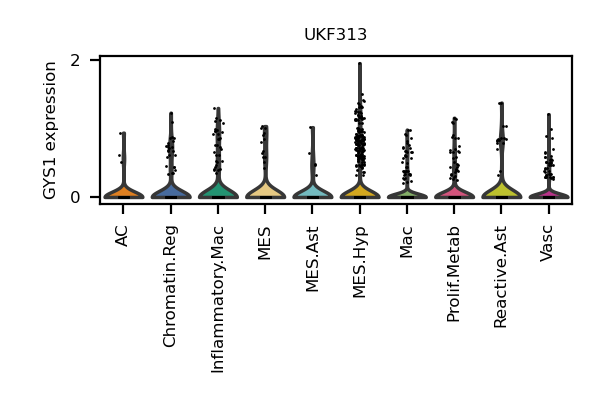 UKF313
GYS1 expression
2
0
AC
Chromatin.Reg
Inflammatory.Mac
MES
MES.Ast
MES.Hyp
Mac
Prolif.Metab
Reactive.Ast
Vasc